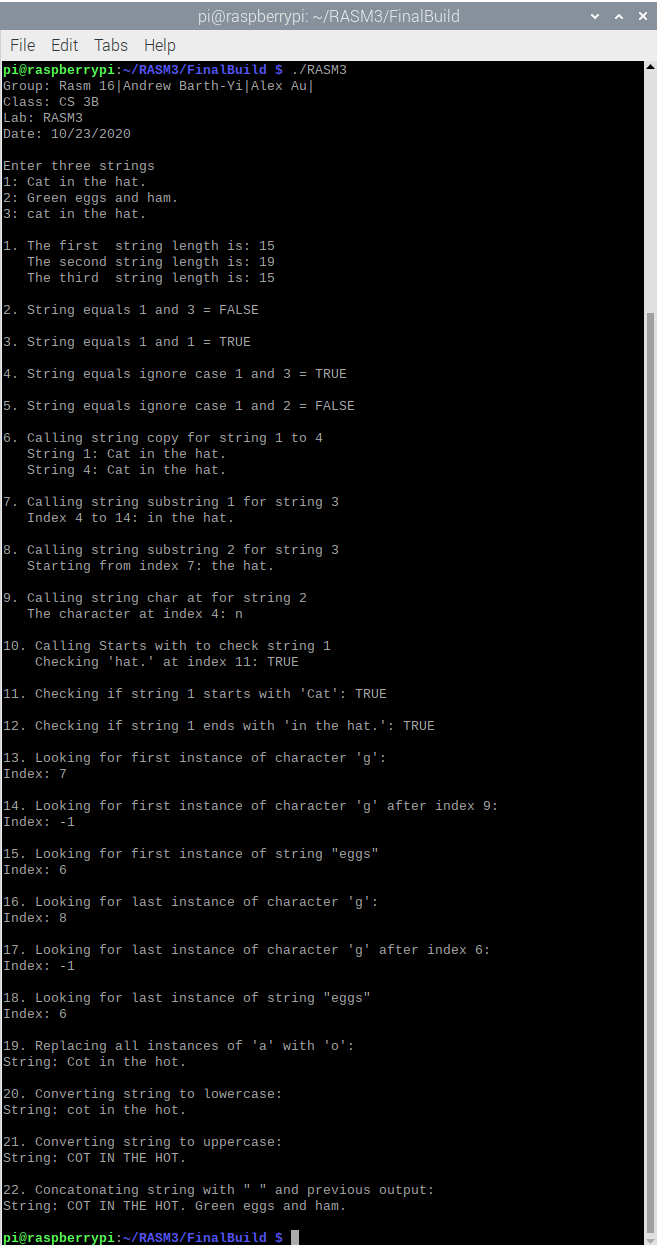 pi@raspberrypi: ~/RASM3/FinalBuild
File Edit Tabs Help
pi@raspberrypi:~/RASM3/FinalBuild $ ./RASM3
Group: Rasm 16|Andrew Barth-Yi|Alex Au|
Class: CS 3B
Lab: RASM3
Date: 10/23/2020
Enter three strings
1: Cat in the hat.
2: Green eggs and ham.
3: cat in the hat.
1. The first  string length is: 15
   The second string length is: 19
   The third  string length is: 15
2. String equals 1 and 3 = FALSE
3. String equals 1 and 1 = TRUE
4. String equals ignore case 1 and 3 = TRUE
5. String equals ignore case 1 and 2 = FALSE
6. Calling string copy for string 1 to 4
   String 1: Cat in the hat.
   String 4: Cat in the hat.
7. Calling string substring 1 for string 3
   Index 4 to 14: in the hat.
8. Calling string substring 2 for string 3
   Starting from index 7: the hat.
9. Calling string char at for string 2
   The character at index 4: n
10. Calling Starts with to check string 1
    Checking 'hat.' at index 11: TRUE
11. Checking if string 1 starts with 'Cat': TRUE
12. Checking if string 1 ends with 'in the hat.': TRUE
13. Looking for first instance of character 'g':
Index: 7
14. Looking for first instance of character 'g' after index 9:
Index: -1
15. Looking for first instance of string "eggs"
Index: 6
16. Looking for last instance of character 'g':
Index: 8
17. Looking for last instance of character 'g' after index 6:
Index: -1
18. Looking for last instance of string "eggs"
Index: 6
19. Replacing all instances of 'a' with 'o':
String: Cot in the hot.
20. Converting string to lowercase:
String: cot in the hot.
21. Converting string to uppercase:
String: COT IN THE HOT.
22. Concatonating string with " " and previous output:
String: COT IN THE HOT. Green eggs and ham.
pi@raspberrypi:~/RASM3/FinalBuild $